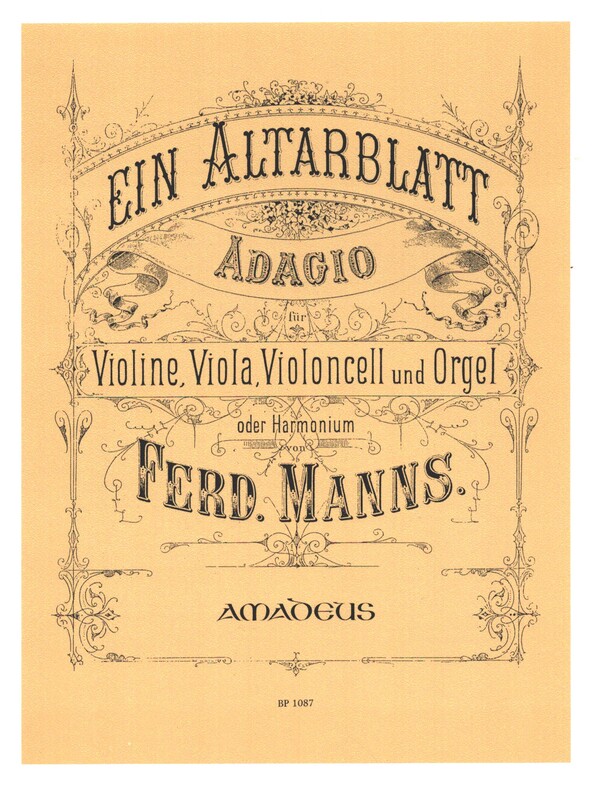 EIN ALTARBLATT
ADAGIO
für
Violine, Viola, Violoncell und Orgel
oder Harmonium
von
FERD. MANNS.
AMADEUS
BP 1087